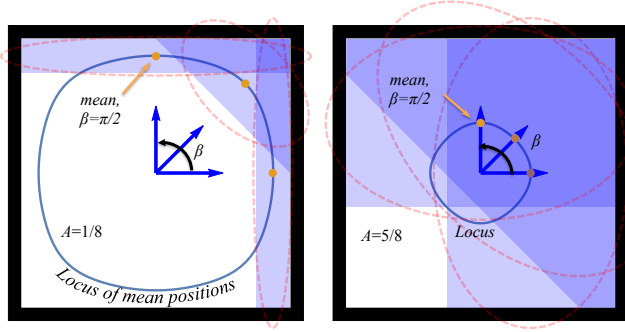 mean,
β=π/2
β
A=1/8
Locus of mean positions
mean,
β=π/2
β
A=5/8
Locus